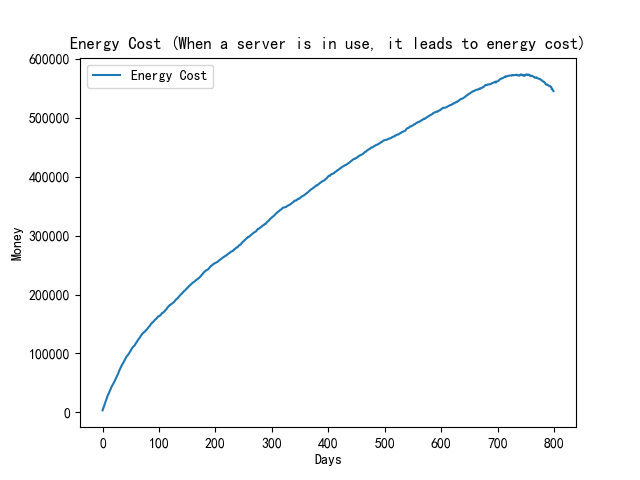 Energy Cost (When a server is in use, it leads to energy cost)
Energy Cost
600000
500000
400000
300000
200000
100000
0
Money
0 100 200 300 400 500 600 700 800
Days